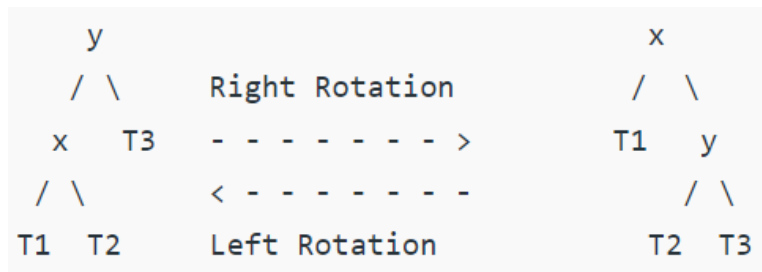 y x
/ \ Right Rotation / \
x T3 - - - - - - - > T1 y
/ \ < - - - - - - - / \
T1 T2 Left Rotation T2 T3